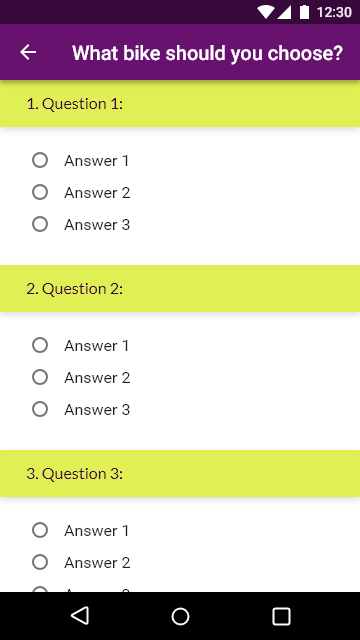 12:30
What bike should you choose?
1. Question 1:
Answer 1
Answer 2
Answer 3
2. Question 2:
Answer 1
Answer 2
Answer 3
3. Question 3:
Answer 1
Answer 2